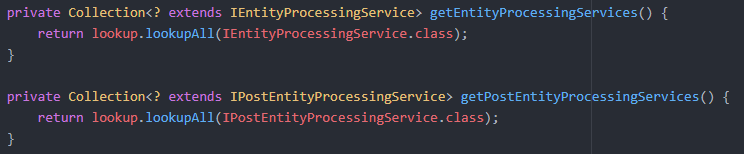 private Collection<? extends IEntityProcessingService> getEntityProcessingServices() {
    return lookup.lookupAll(IEntityProcessingService.class);
}
private Collection<? extends IPostEntityProcessingService> getPostEntityProcessingServices() {
    return lookup.lookupAll(IPostEntityProcessingService.class);
}